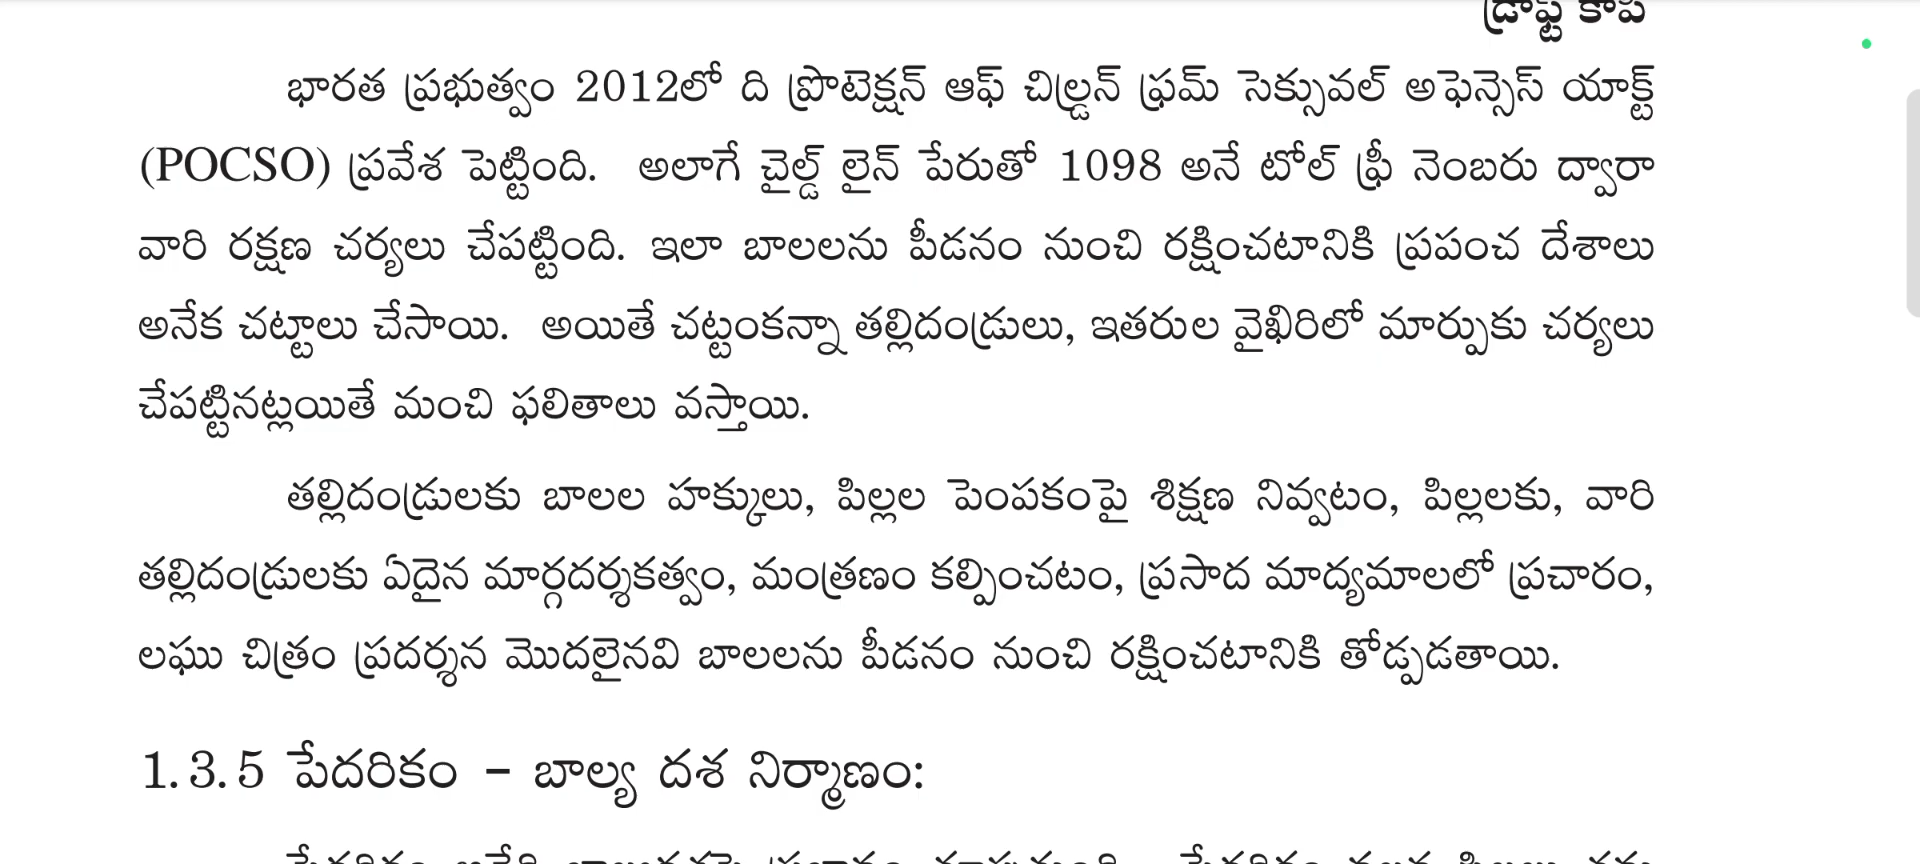 డ్రాఫ్ట్ కాపీ
భారత ప్రభుత్వం 2012లో ది ప్రొటెక్షన్ ఆఫ్ చిల్డ్రన్ ఫ్రమ్ సెక్సువల్ అఫెన్సెస్ యాక్ట్
(POCSO) ప్రవేశ పెట్టింది. అలాగే చైల్డ్ లైన్ పేరుతో 1098 అనే టోల్ ఫ్రీ నెంబరు ద్వారా
వారి రక్షణ చర్యలు చేపట్టింది. ఇలా బాలలను పీడనం నుంచి రక్షించటానికి ప్రపంచ దేశాలు
అనేక చట్టాలు చేసాయి. అయితే చట్టంకన్నా తల్లిదండ్రులు, ఇతరుల వైఖిరిలో మార్పుకు చర్యలు
చేపట్టినట్లయితే మంచి ఫలితాలు వస్తాయి.
తల్లిదండ్రులకు బాలల హక్కులు, పిల్లల పెంపకంపై శిక్షణ నివ్వటం, పిల్లలకు, వారి
తల్లిదండ్రులకు ఏదైన మార్గదర్శకత్వం, మంత్రణం కల్పించటం, ప్రసాద మాద్యమాలలో ప్రచారం,
లఘు చిత్రం ప్రదర్శన మొదలైనవి బాలలను పీడనం నుంచి రక్షించటానికి తోడ్పడతాయి.
1.3.5 పేదరికం - బాల్య దశ నిర్మాణం: